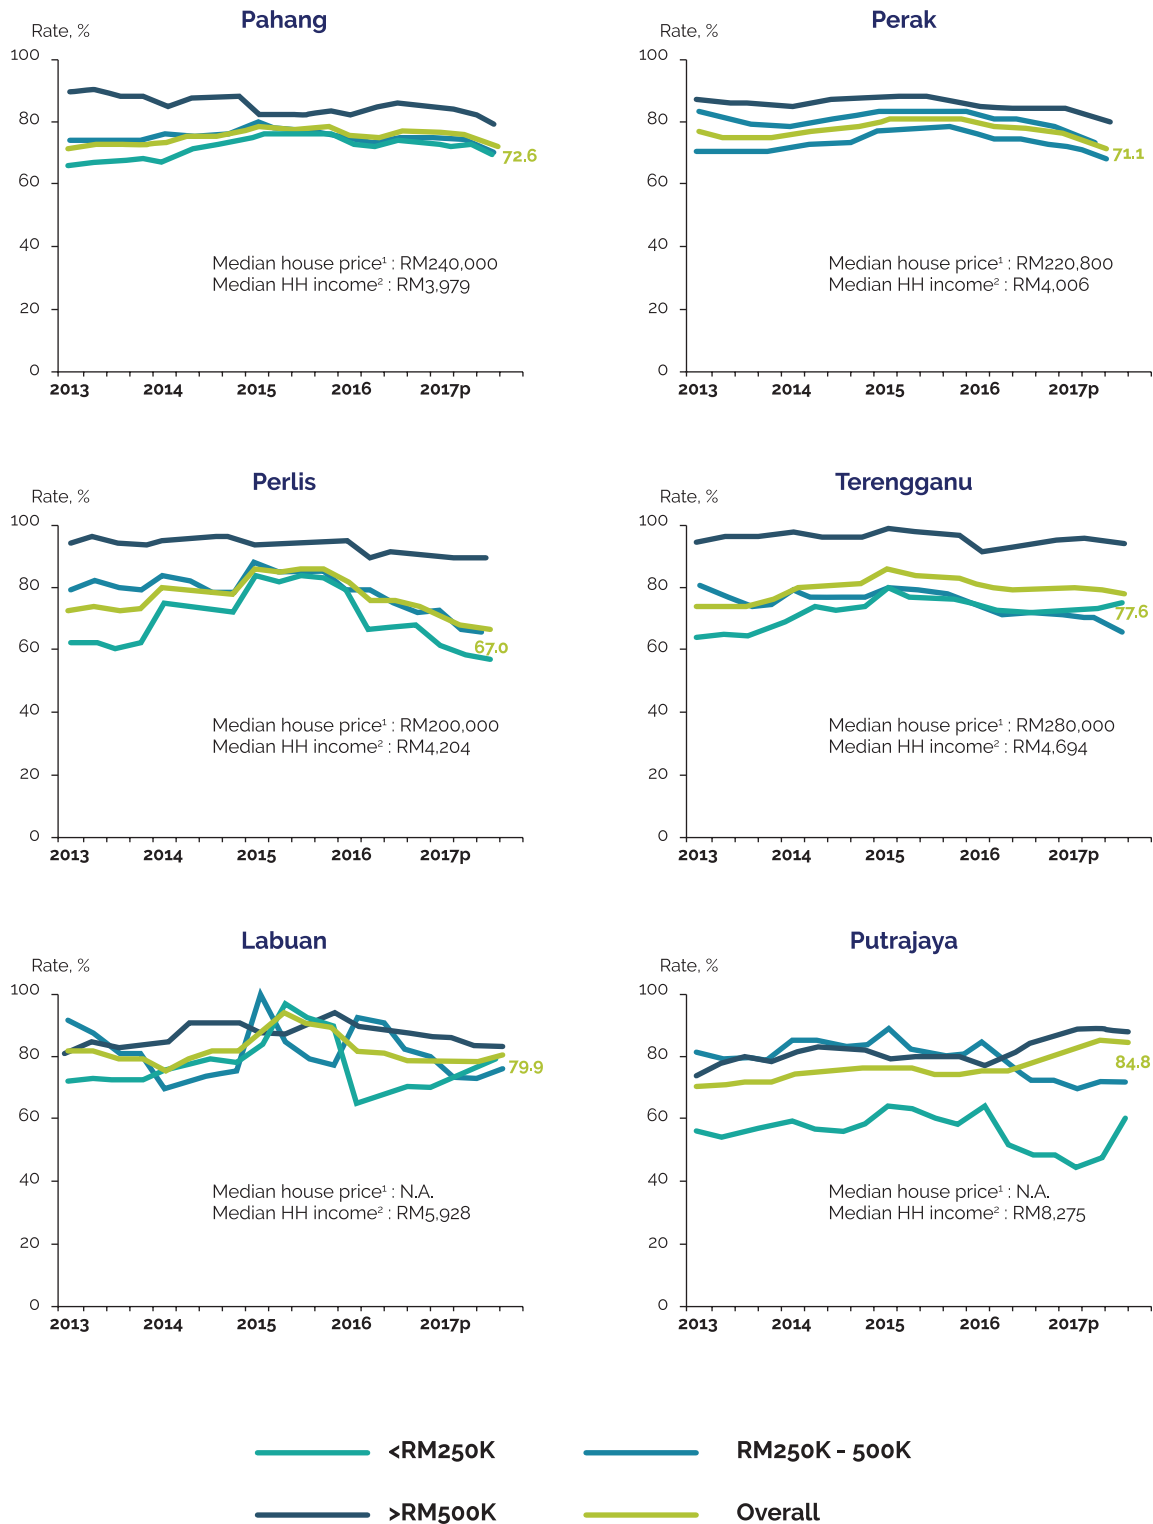 Pahang
Rate, %
100
80
60
40
20
0
72.6
Median house price¹ : RM240,000
Median HH income² : RM3,979
2013 2014 2015 2016 2017p
Perak
Rate, %
100
80
60
40
20
0
71.1
Median house price¹ : RM220,800
Median HH income² : RM4,006
2013 2014 2015 2016 2017p
Perlis
Rate, %
100
80
60
40
20
0
67.0
Median house price¹ : RM200,000
Median HH income² : RM4,204
2013 2014 2015 2016 2017p
Terengganu
Rate, %
100
80
60
40
20
0
77.6
Median house price¹ : RM280,000
Median HH income² : RM4,694
2013 2014 2015 2016 2017p
Labuan
Rate, %
100
80
60
40
20
0
79.9
Median house price¹ : N.A.
Median HH income² : RM5,928
2013 2014 2015 2016 2017p
Putrajaya
Rate, %
100
80
60
40
20
0
84.8
Median house price¹ : N.A.
Median HH income² : RM8,275
2013 2014 2015 2016 2017p
<RM250K
RM250K - 500K
>RM500K
Overall